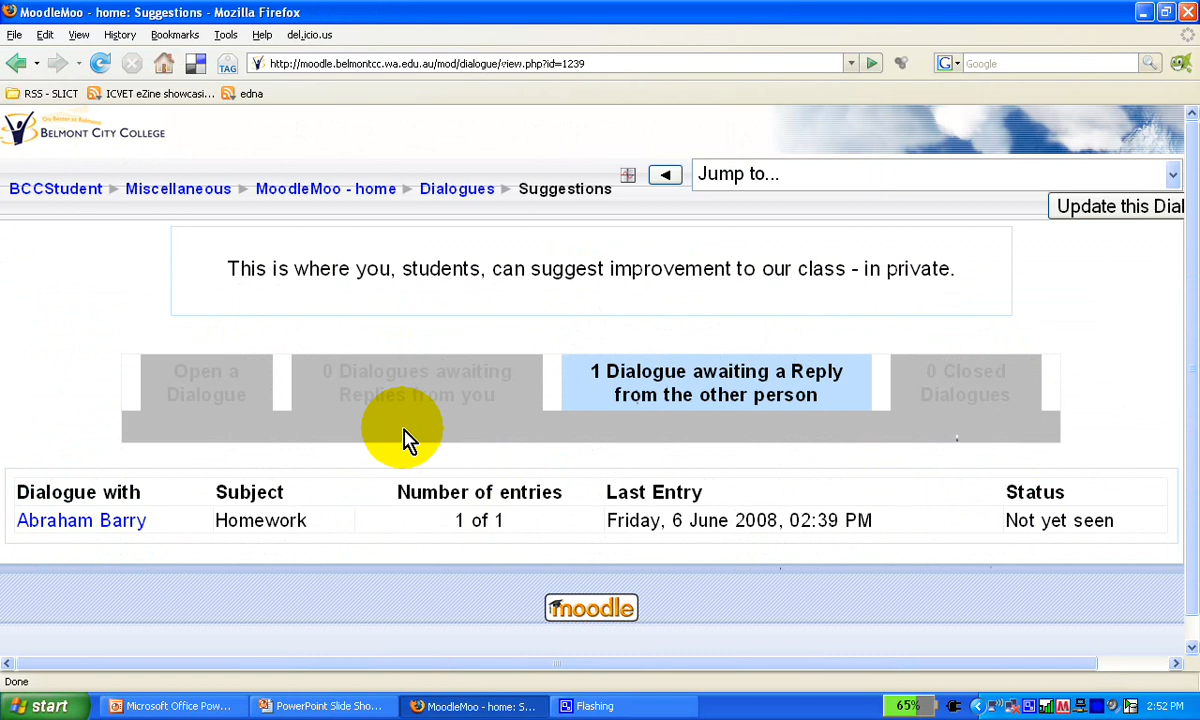 MoodleMoo - home: Suggestions - Mozilla Firefox
File Edit View History Bookmarks Tools Help del.icio.us
TAG http://moodle.belmontcc.wa.edu.au/mod/dialogue/view.php?id=1239 G Google
RSS - SLICT ICVET eZine showcasi... edna
BELMONT CITY COLLEGE
Jump to...
BCCStudent Miscellaneous MoodleMoo - home Dialogues Suggestions
Update this Dial
This is where you, students, can suggest improvement to our class - in private.
Open a Dialogue
0 Dialogues awaiting Replies from you
1 Dialogue awaiting a Reply from the other person
0 Closed Dialogues
Dialogue with Subject Number of entries Last Entry Status
Abraham Barry Homework 1 of 1 Friday, 6 June 2008, 02:39 PM Not yet seen
moodle
Done
start Microsoft Office Pow... PowerPoint Slide Sho... MoodleMoo - home: S... Flashing 65% 2:52 PM